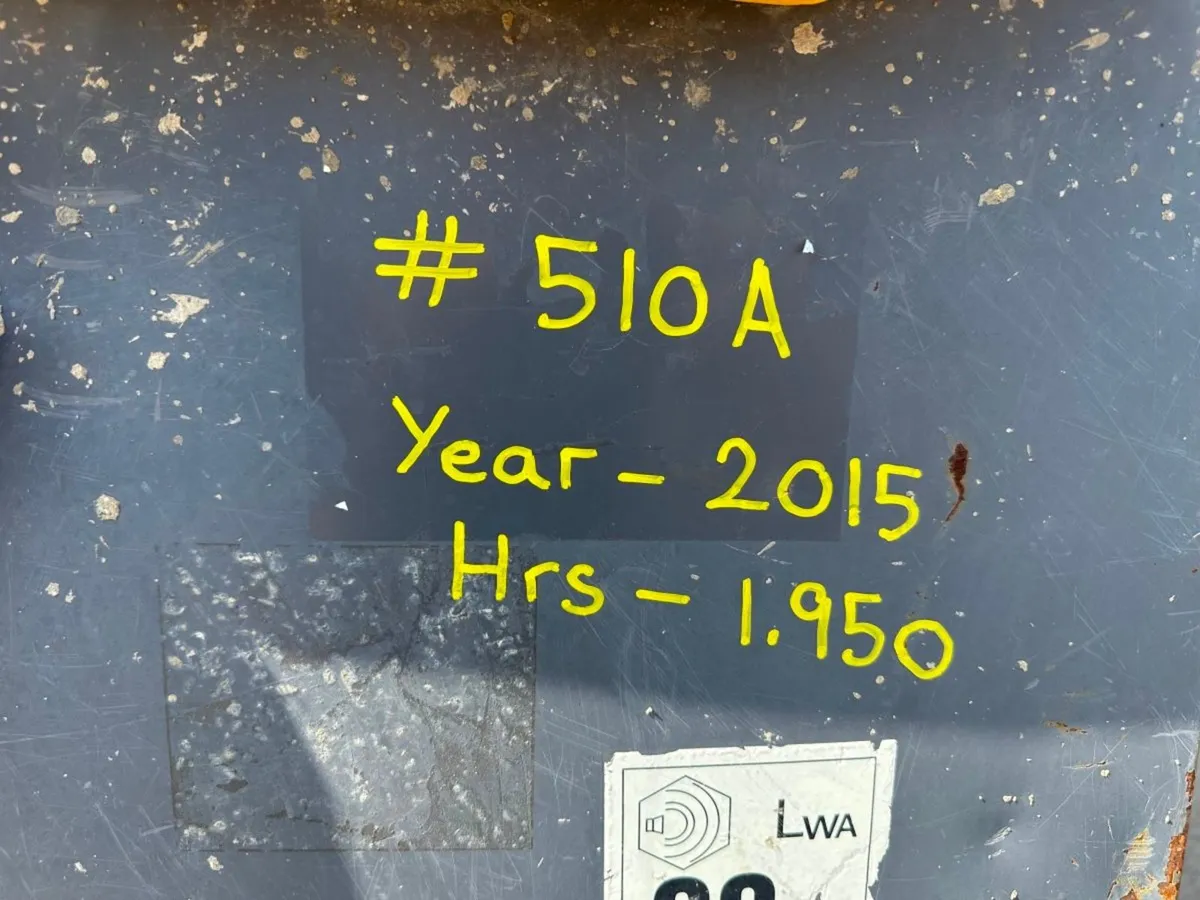 # 510A
Year - 2015
Hrs - 1.950
LWA